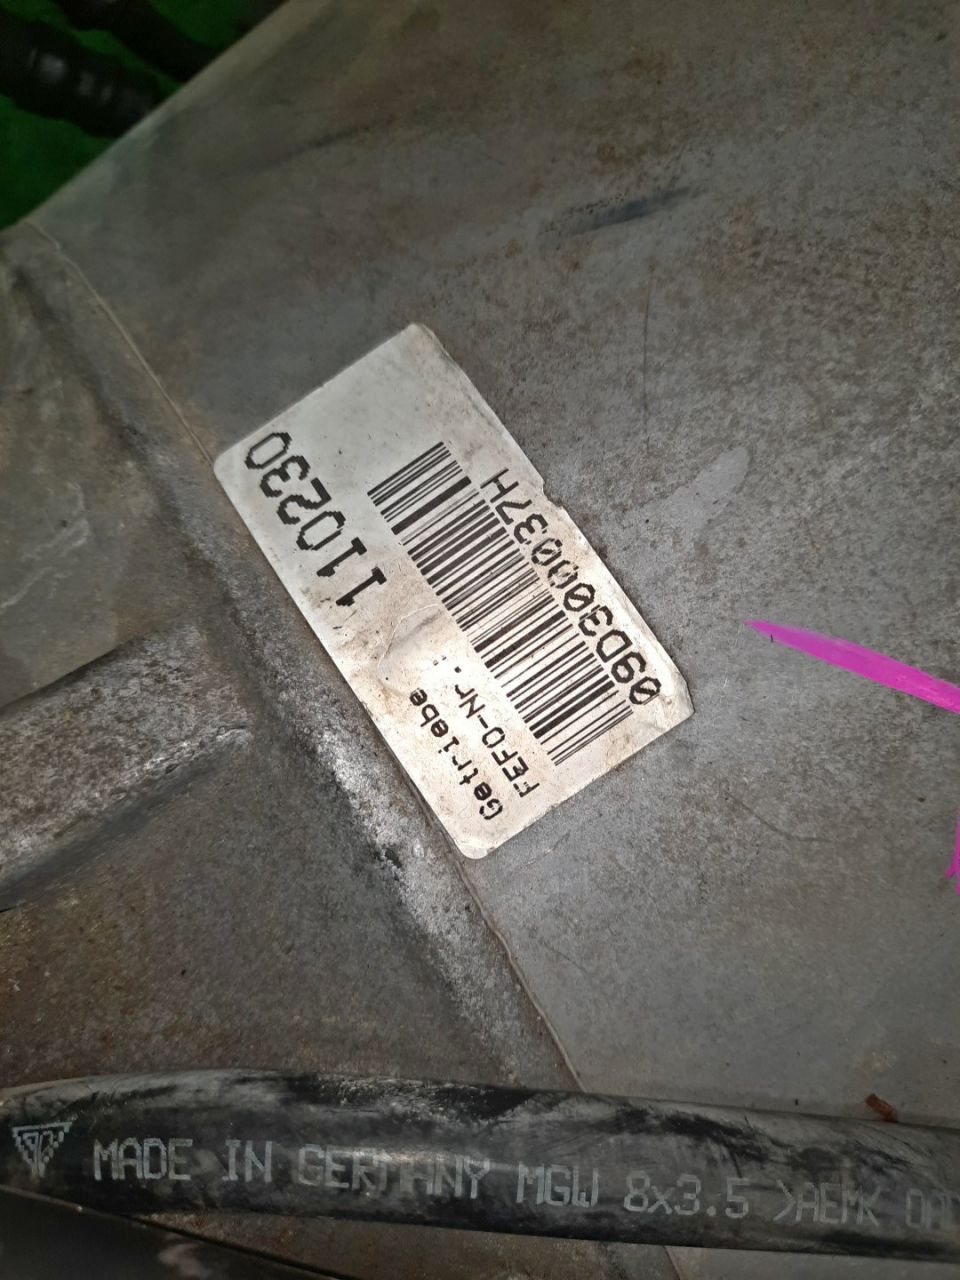 Getriebe
FEFO-Nr.:
110230
09D300037H
MADE IN GERMANY MGW 8x3.5 >AEM<